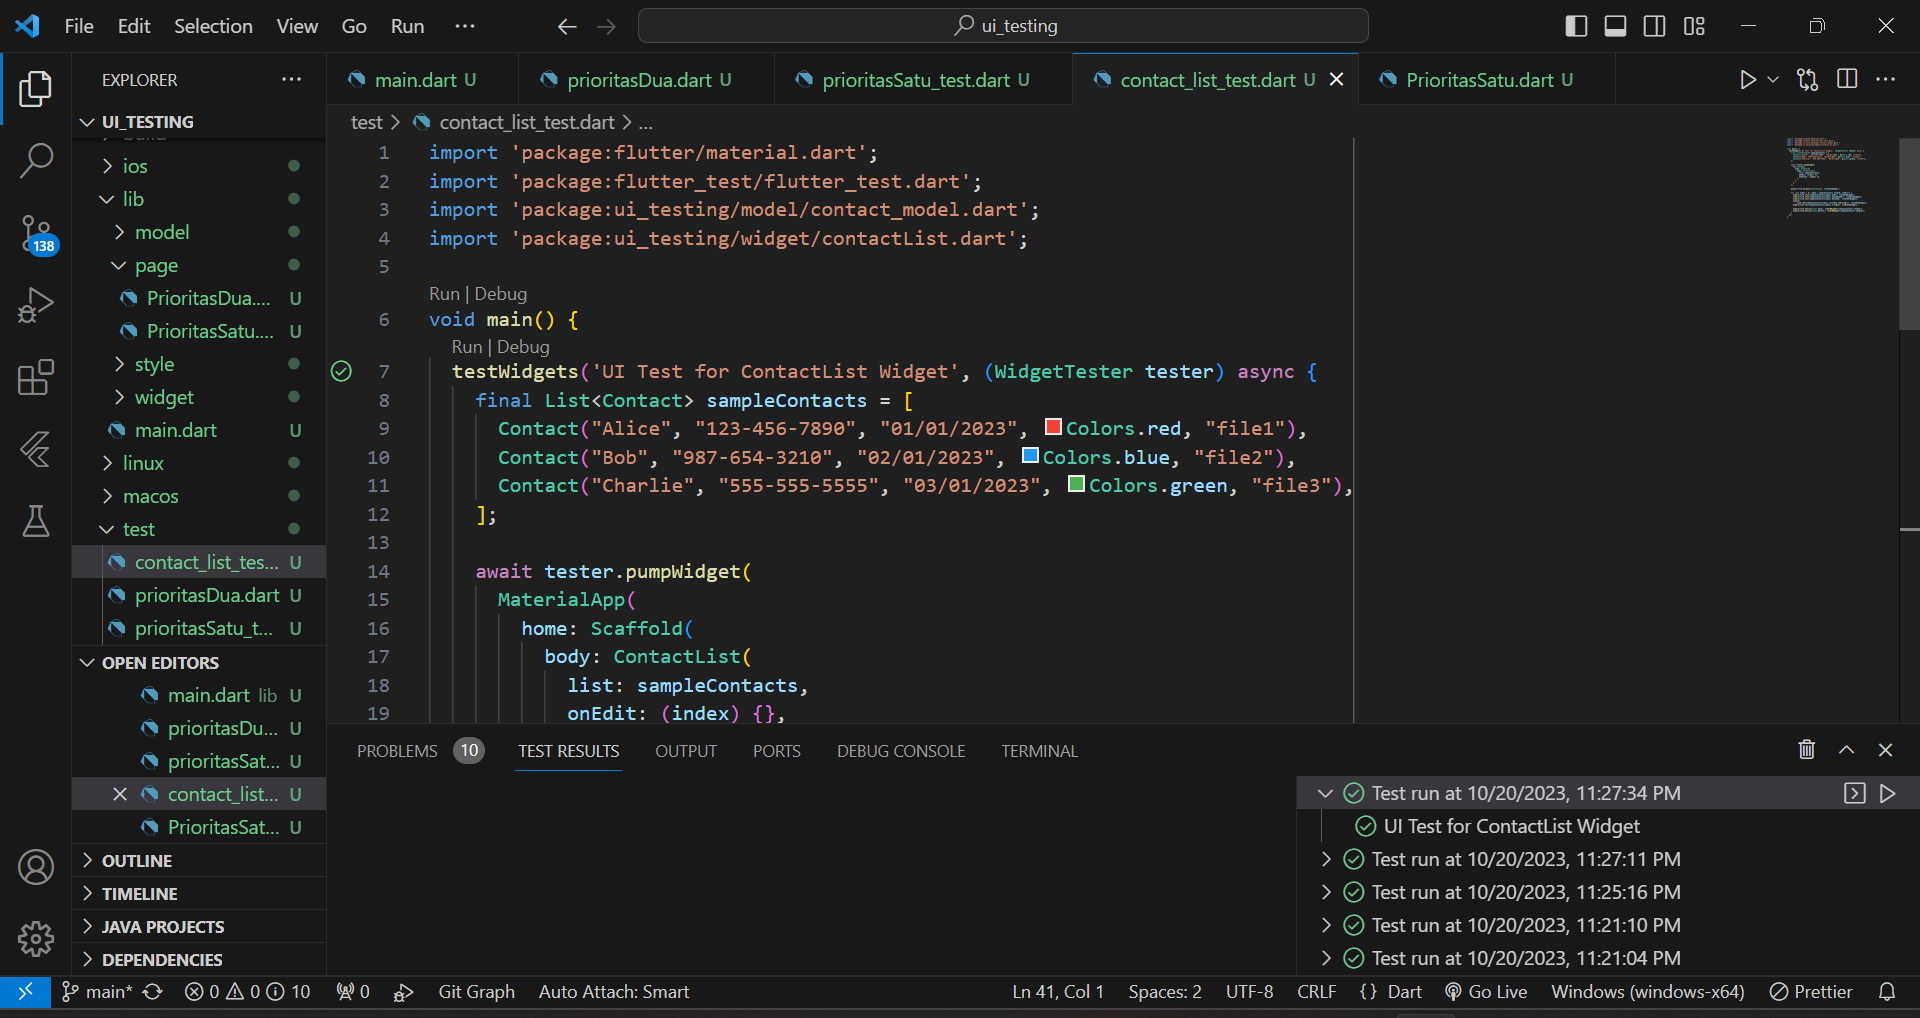 File Edit Selection View Go Run ···
ui_testing
EXPLORER ···
UI_TESTING
ios
lib
model
page
PrioritasDua.... U
PrioritasSatu.... U
style
widget
main.dart U
linux
macos
test
contact_list_tes... U
prioritasDua.dart U
prioritasSatu_t... U
OPEN EDITORS
main.dart lib U
prioritasDu... U
prioritasSat... U
contact_list... U
PrioritasSat... U
OUTLINE
TIMELINE
JAVA PROJECTS
DEPENDENCIES
138
main.dart U prioritasDua.dart U prioritasSatu_test.dart U contact_list_test.dart U PrioritasSatu.dart U
test > contact_list_test.dart > ...
1 import 'package:flutter/material.dart';
2 import 'package:flutter_test/flutter_test.dart';
3 import 'package:ui_testing/model/contact_model.dart';
4 import 'package:ui_testing/widget/contactList.dart';
5
Run | Debug
6 void main() {
Run | Debug
7 testWidgets('UI Test for ContactList Widget', (WidgetTester tester) async {
8 final List<Contact> sampleContacts = [
9 Contact("Alice", "123-456-7890", "01/01/2023", Colors.red, "file1"),
10 Contact("Bob", "987-654-3210", "02/01/2023", Colors.blue, "file2"),
11 Contact("Charlie", "555-555-5555", "03/01/2023", Colors.green, "file3"),
12 ];
13
14 await tester.pumpWidget(
15 MaterialApp(
16 home: Scaffold(
17 body: ContactList(
18 list: sampleContacts,
19 onEdit: (index) {},
PROBLEMS 10 TEST RESULTS OUTPUT PORTS DEBUG CONSOLE TERMINAL
Test run at 10/20/2023, 11:27:34 PM
UI Test for ContactList Widget
Test run at 10/20/2023, 11:27:11 PM
Test run at 10/20/2023, 11:25:16 PM
Test run at 10/20/2023, 11:21:10 PM
Test run at 10/20/2023, 11:21:04 PM
main* 0 0 10 0 Git Graph Auto Attach: Smart Ln 41, Col 1 Spaces: 2 UTF-8 CRLF {} Dart Go Live Windows (windows-x64) Prettier